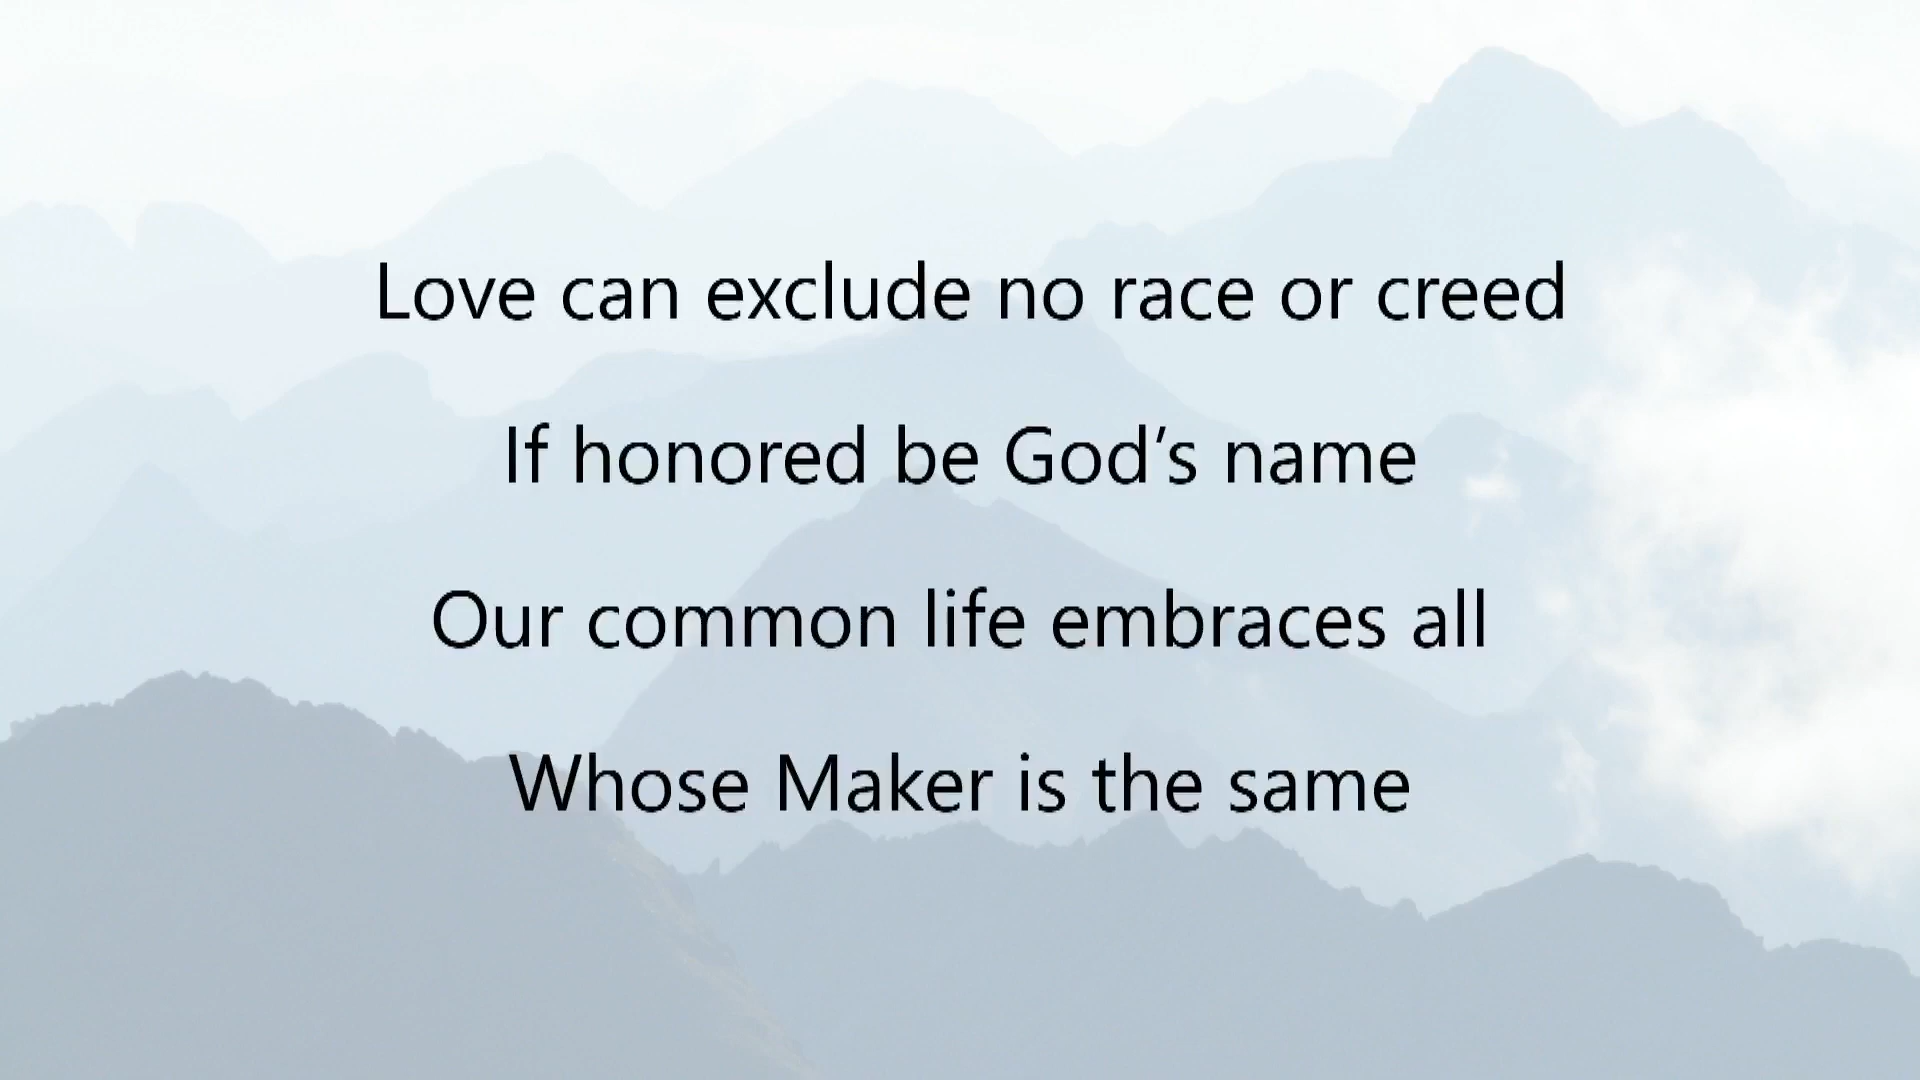 Love can exclude no race or creed
If honored be God’s name
Our common life embraces all
Whose Maker is the same